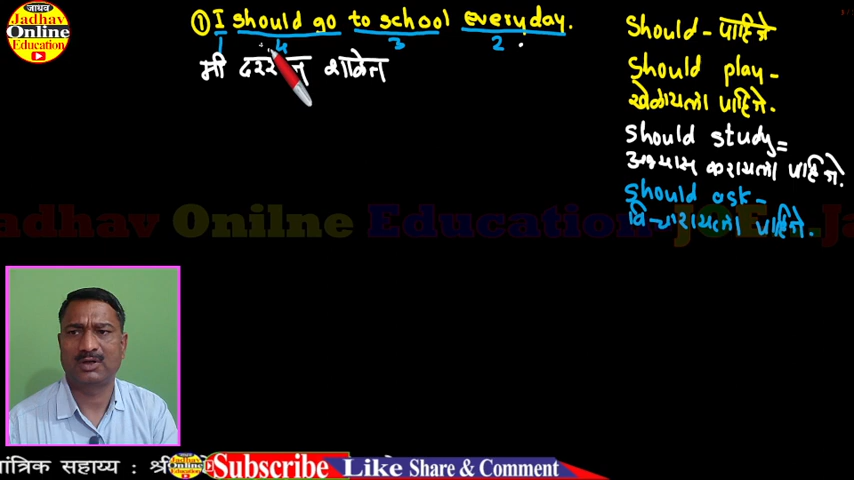 जाधव
Jadhav
Online
Education
① I should go to school everyday.
1 4 3 2
मी दररोज शाळेत
Should - पाहिजे
Should play -
खेळायला पाहिजे.
Should study =
अभ्यास करायला पाहिजे.
Should ask -
विचारायला पाहिजे.
Jadhav Onilne Education - J
ांत्रिक सहाय्य : श्री
Subscribe Like Share & Comment